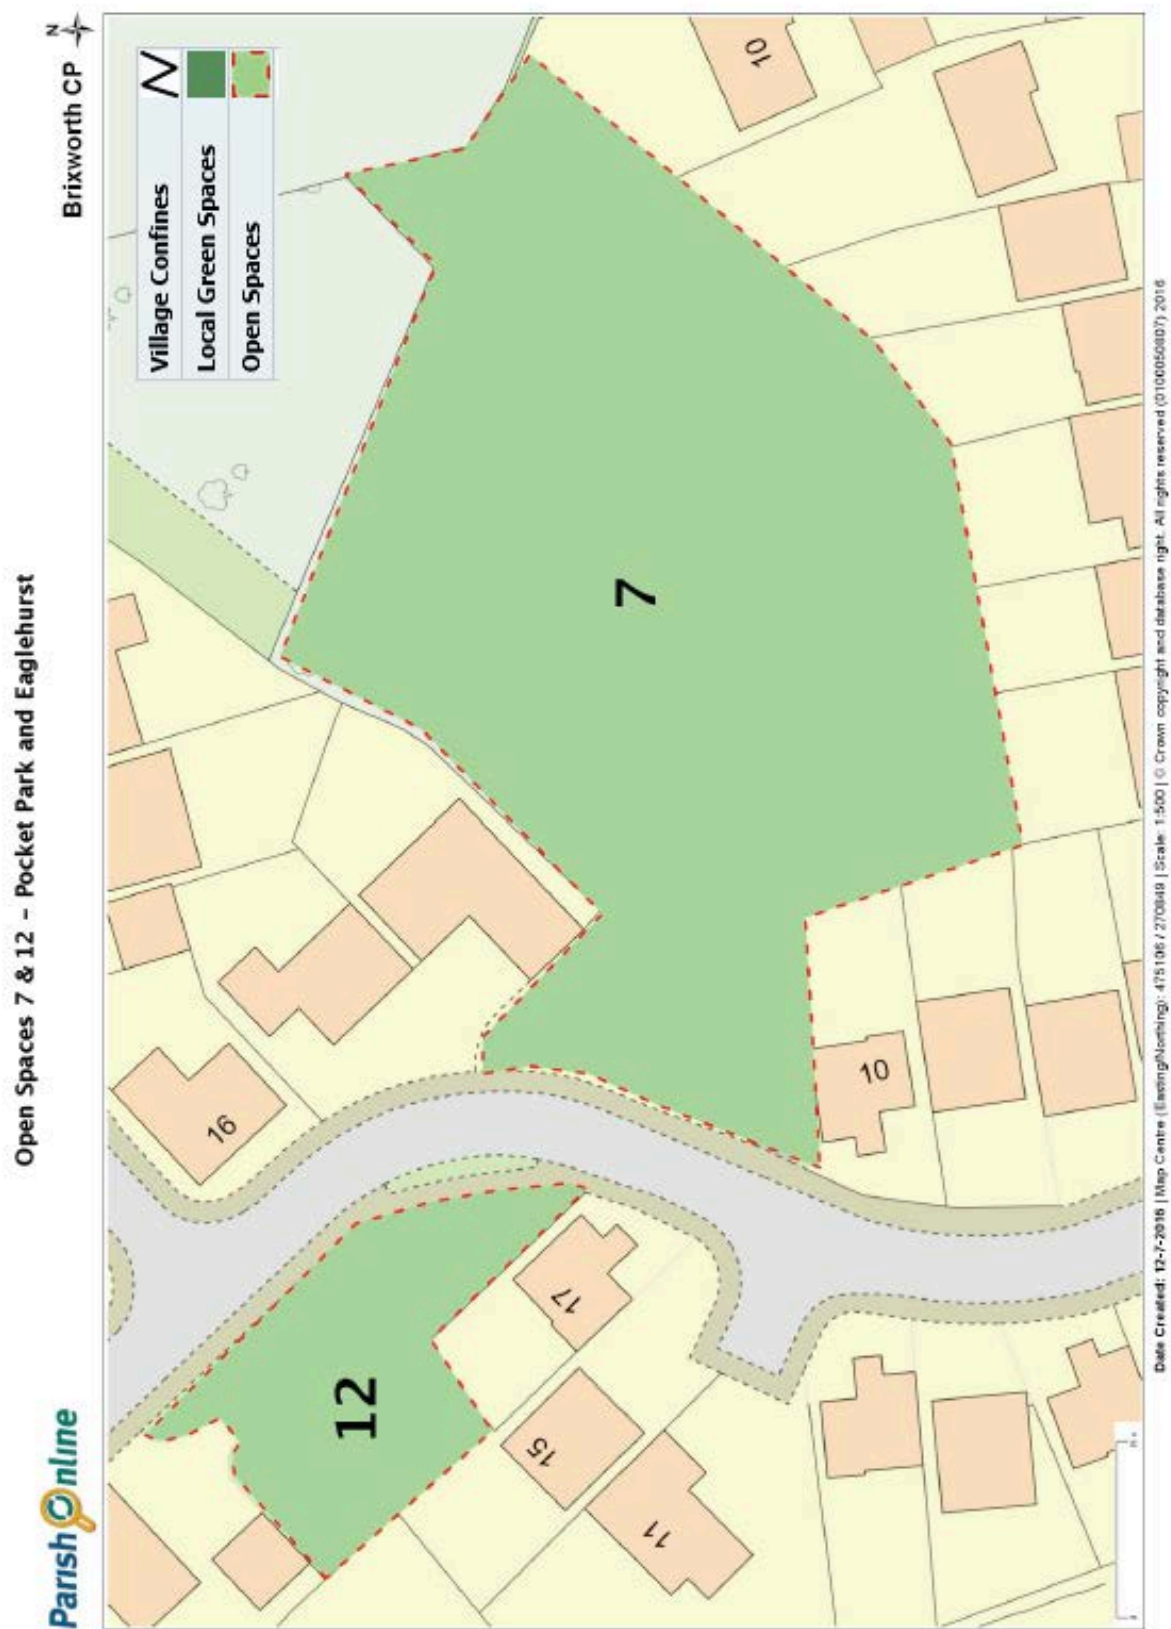 Parish Online
Open Spaces 7 & 12 - Pocket Park and Eaglehurst
Brixworth CP
N
Village Confines
Local Green Spaces
Open Spaces
16
12
17
15
11
7
10
10
Date Created: 12-7-2016 | Map Centre (Easting/Northing): 475106 / 270849 | Scale: 1:500 | © Crown copyright and database right. All rights reserved (0100050807) 2016